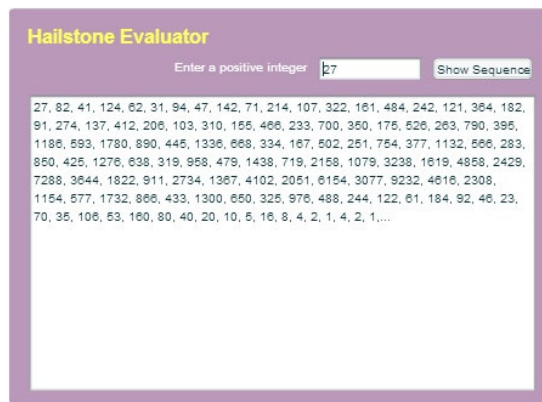 Hailstone Evaluator
Enter a positive integer 27 Show Sequence
27, 82, 41, 124, 62, 31, 94, 47, 142, 71, 214, 107, 322, 161, 484, 242, 121, 364, 182,
91, 274, 137, 412, 206, 103, 310, 155, 466, 233, 700, 350, 175, 526, 263, 790, 395,
1186, 593, 1780, 890, 445, 1336, 668, 334, 167, 502, 251, 754, 377, 1132, 566, 283,
850, 425, 1276, 638, 319, 958, 479, 1438, 719, 2158, 1079, 3238, 1619, 4858, 2429,
7288, 3644, 1822, 911, 2734, 1367, 4102, 2051, 6154, 3077, 9232, 4616, 2308,
1154, 577, 1732, 866, 433, 1300, 650, 325, 976, 488, 244, 122, 61, 184, 92, 46, 23,
70, 35, 106, 53, 160, 80, 40, 20, 10, 5, 16, 8, 4, 2, 1, 4, 2, 1,...